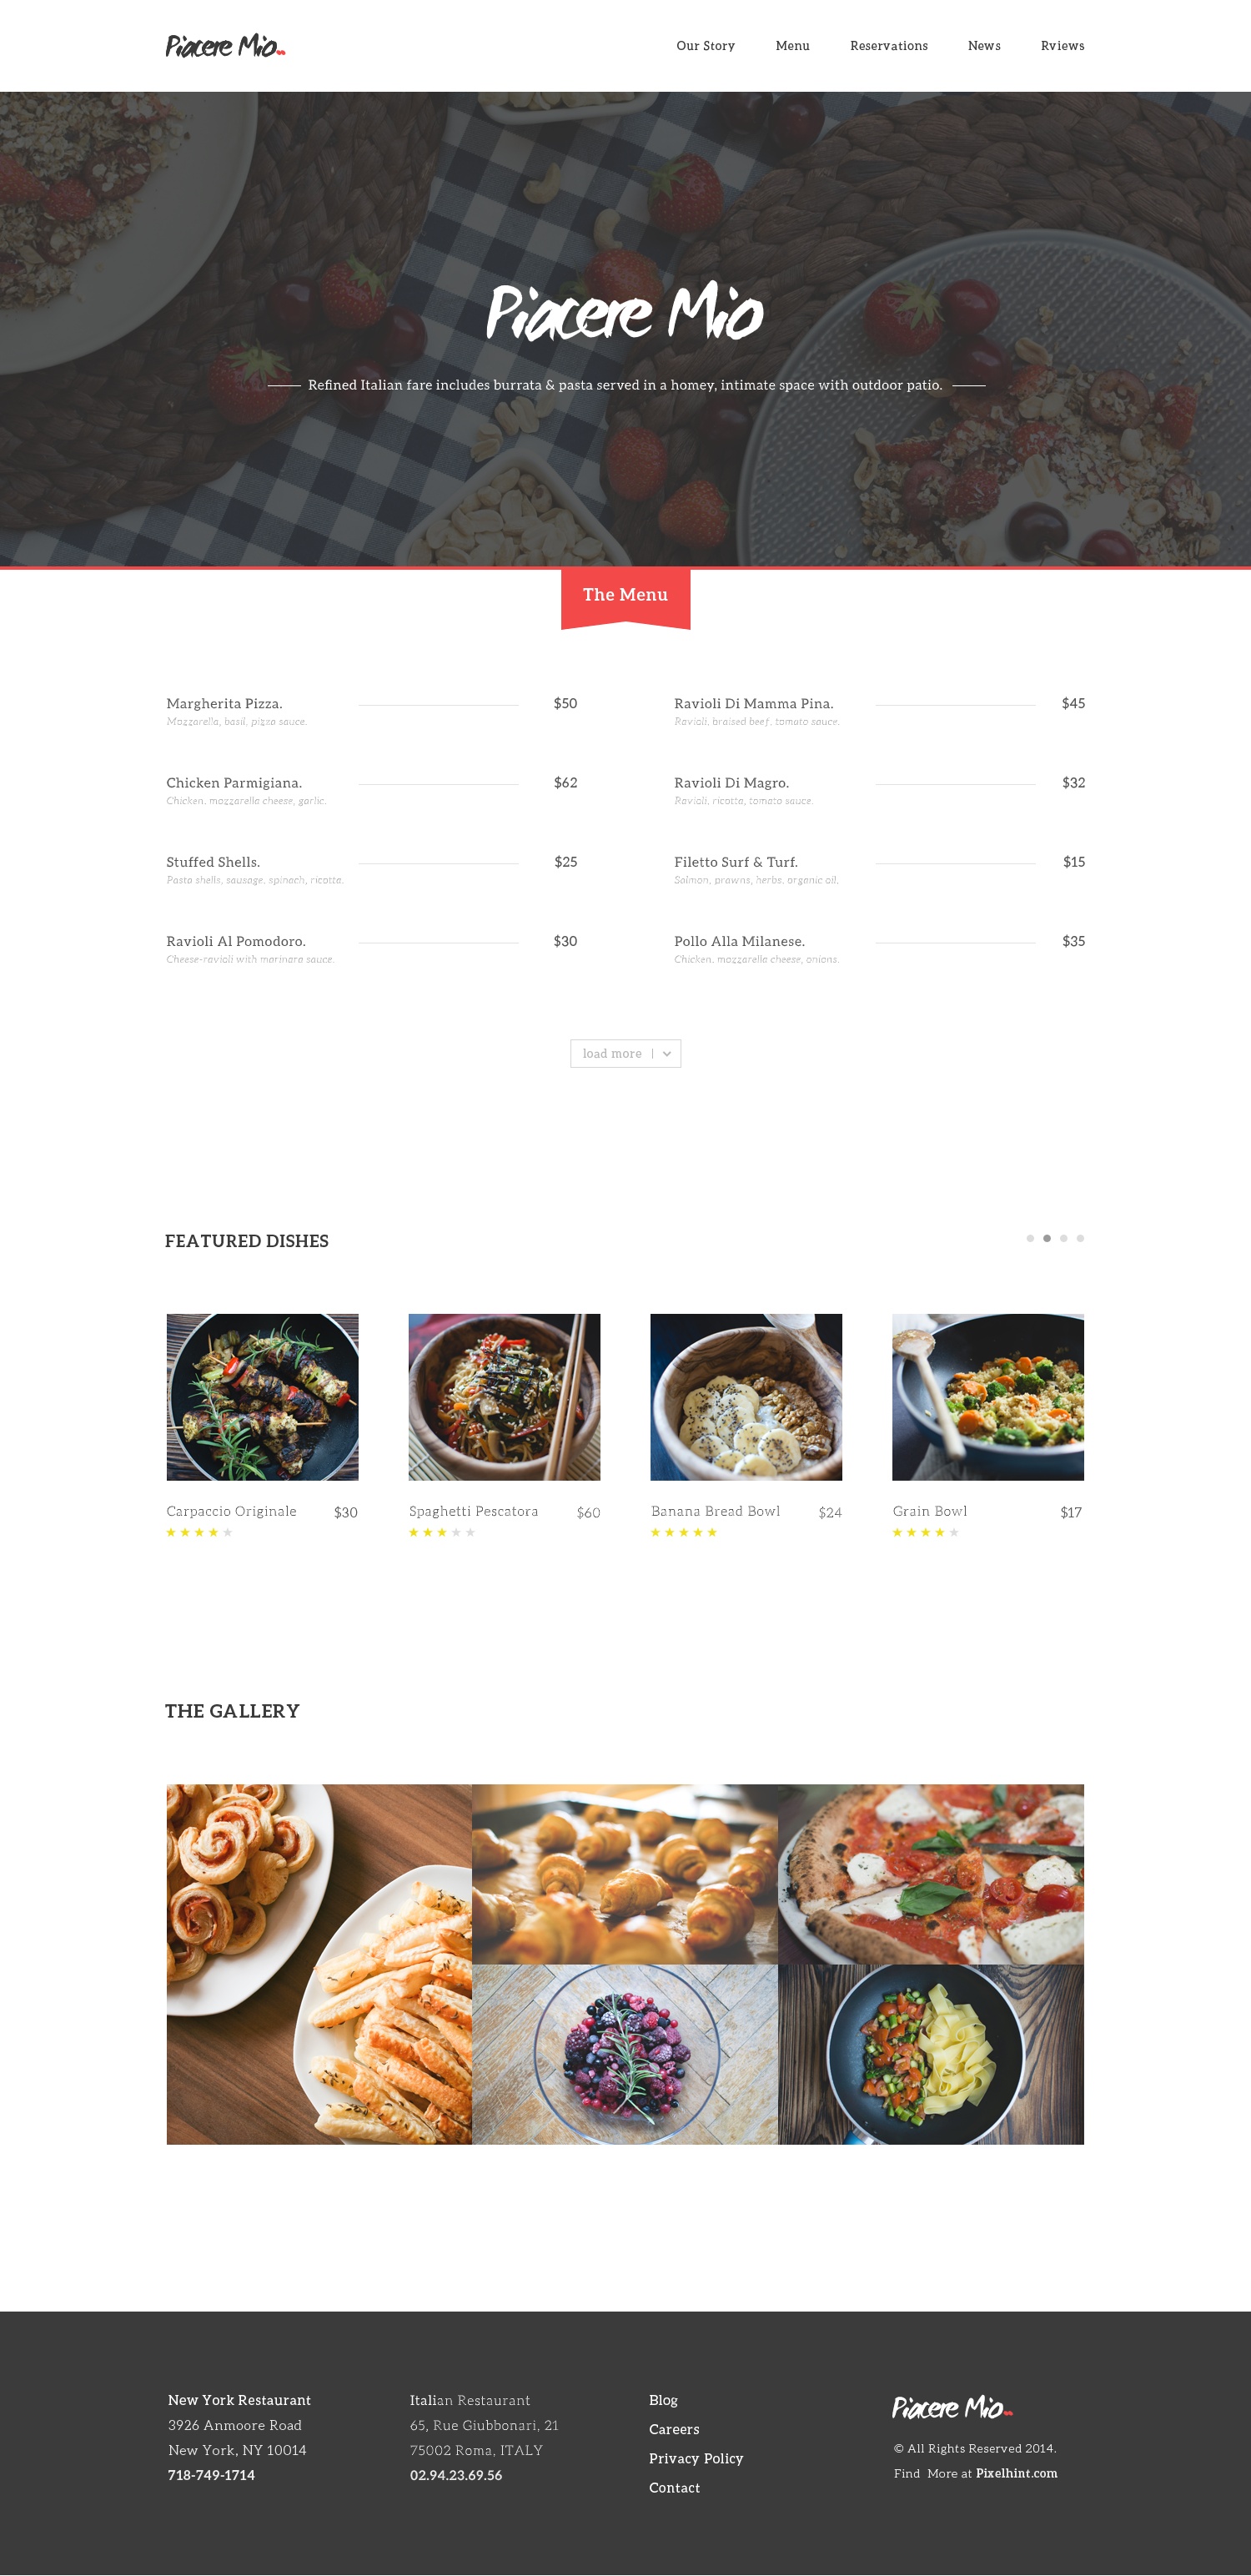 Piacere Mio
Our Story Menu Reservations News Rviews
Piacere Mio
Refined Italian fare includes burrata & pasta served in a homey, intimate space with outdoor patio.
The Menu
Margherita Pizza. $50
Mozzarella, basil, pizza sauce.
Ravioli Di Mamma Pina. $45
Ravioli, braised beef, tomato sauce.
Chicken Parmigiana. $62
Chicken, mozzarella cheese, garlic.
Ravioli Di Magro. $32
Ravioli, ricotta, tomato sauce.
Stuffed Shells. $25
Pasta shells, sausage, spinach, ricotta.
Filetto Surf & Turf. $15
Salmon, prawns, herbs, organic oil,
Ravioli Al Pomodoro. $30
Cheese-ravioli with marinara sauce.
Pollo Alla Milanese. $35
Chicken, mozzarella cheese, onions.
load more
FEATURED DISHES
Carpaccio Originale $30
Spaghetti Pescatora $60
Banana Bread Bowl $24
Grain Bowl $17
THE GALLERY
New York Restaurant
3926 Anmoore Road
New York, NY 10014
718-749-1714
Italian Restaurant
65, Rue Giubbonari, 21
75002 Roma, ITALY
02.94.23.69.56
Blog
Careers
Privacy Policy
Contact
Piacere Mio
© All Rights Reserved 2014.
Find More at Pixelhint.com